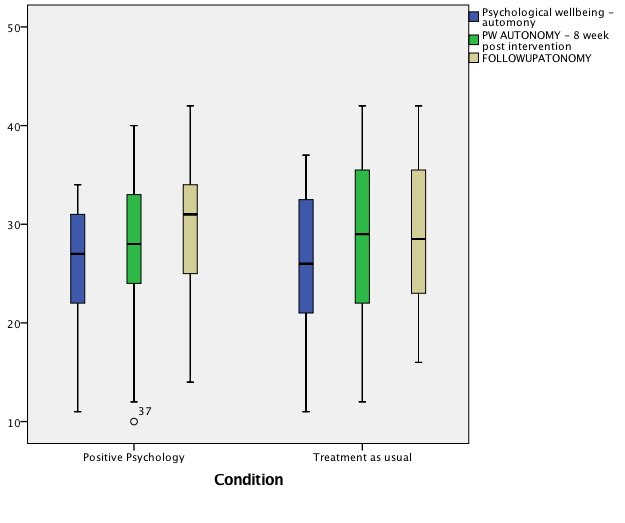 Psychological wellbeing –
automony
PW AUTONOMY – 8 week
post intervention
FOLLOWUPATONOMY
50
40
30
20
10
37
Positive Psychology
Treatment as usual
Condition